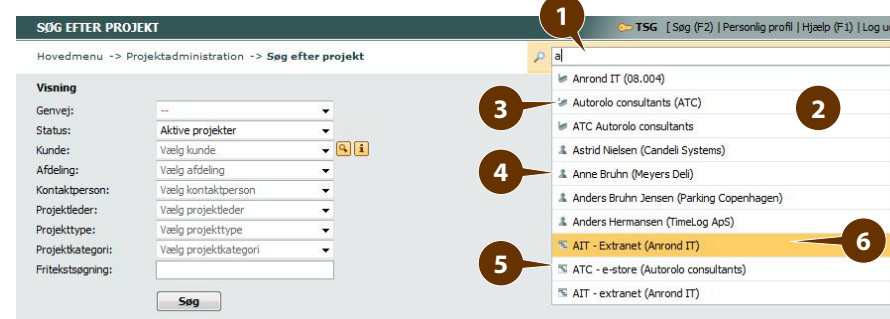 SØG EFTER PROJEKT
TSG [ Søg (F2) | Personlig profil | Hjælp (F1) | Log u
Hovedmenu -> Projektadministration -> Søg efter projekt
a
Visning
Genvej: --
Status: Aktive projekter
Kunde: Vælg kunde
Afdeling: Vælg afdeling
Kontaktperson: Vælg kontaktperson
Projektleder: Vælg projektleder
Projekttype: Vælg projekttype
Projektkategori: Vælg projektkategori
Fritekstsøgning:
Søg
Anrond IT (08.004)
Autorolo consultants (ATC)
ATC Autorolo consultants
Astrid Nielsen (Candeli Systems)
Anne Bruhn (Meyers Deli)
Anders Bruhn Jensen (Parking Copenhagen)
Anders Hermansen (TimeLog ApS)
AIT - Extranet (Anrond IT)
ATC - e-store (Autorolo consultants)
AIT - extranet (Anrond IT)
1
2
3
4
5
6